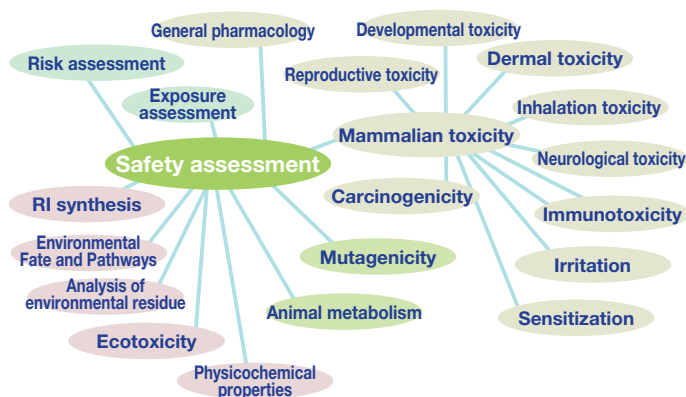 General pharmacology
Developmental toxicity
Risk assessment
Reproductive toxicity
Dermal toxicity
Exposure
assessment
Inhalation toxicity
Mammalian toxicity
Safety assessment
Neurological toxicity
RI synthesis
Carcinogenicity
Immunotoxicity
Environmental
Fate and Pathways
Mutagenicity
Irritation
Analysis of
environmental residue
Animal metabolism
Sensitization
Ecotoxicity
Physicochemical
properties